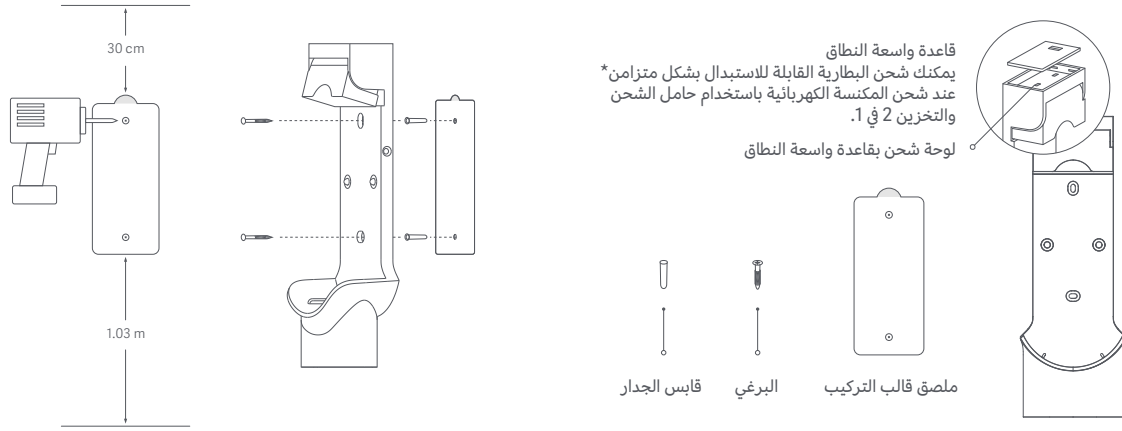 قاعدة واسعة النطاق
يمكنك شحن البطارية القابلة للاستبدال بشكل متزامن*
عند شحن المكنسة الكهربائية باستخدام حامل الشحن
والتخزين 2 في 1.
لوحة شحن بقاعدة واسعة النطاق
ملصق قالب التركيب
البرغي
قابس الجدار
30 cm
1.03 m